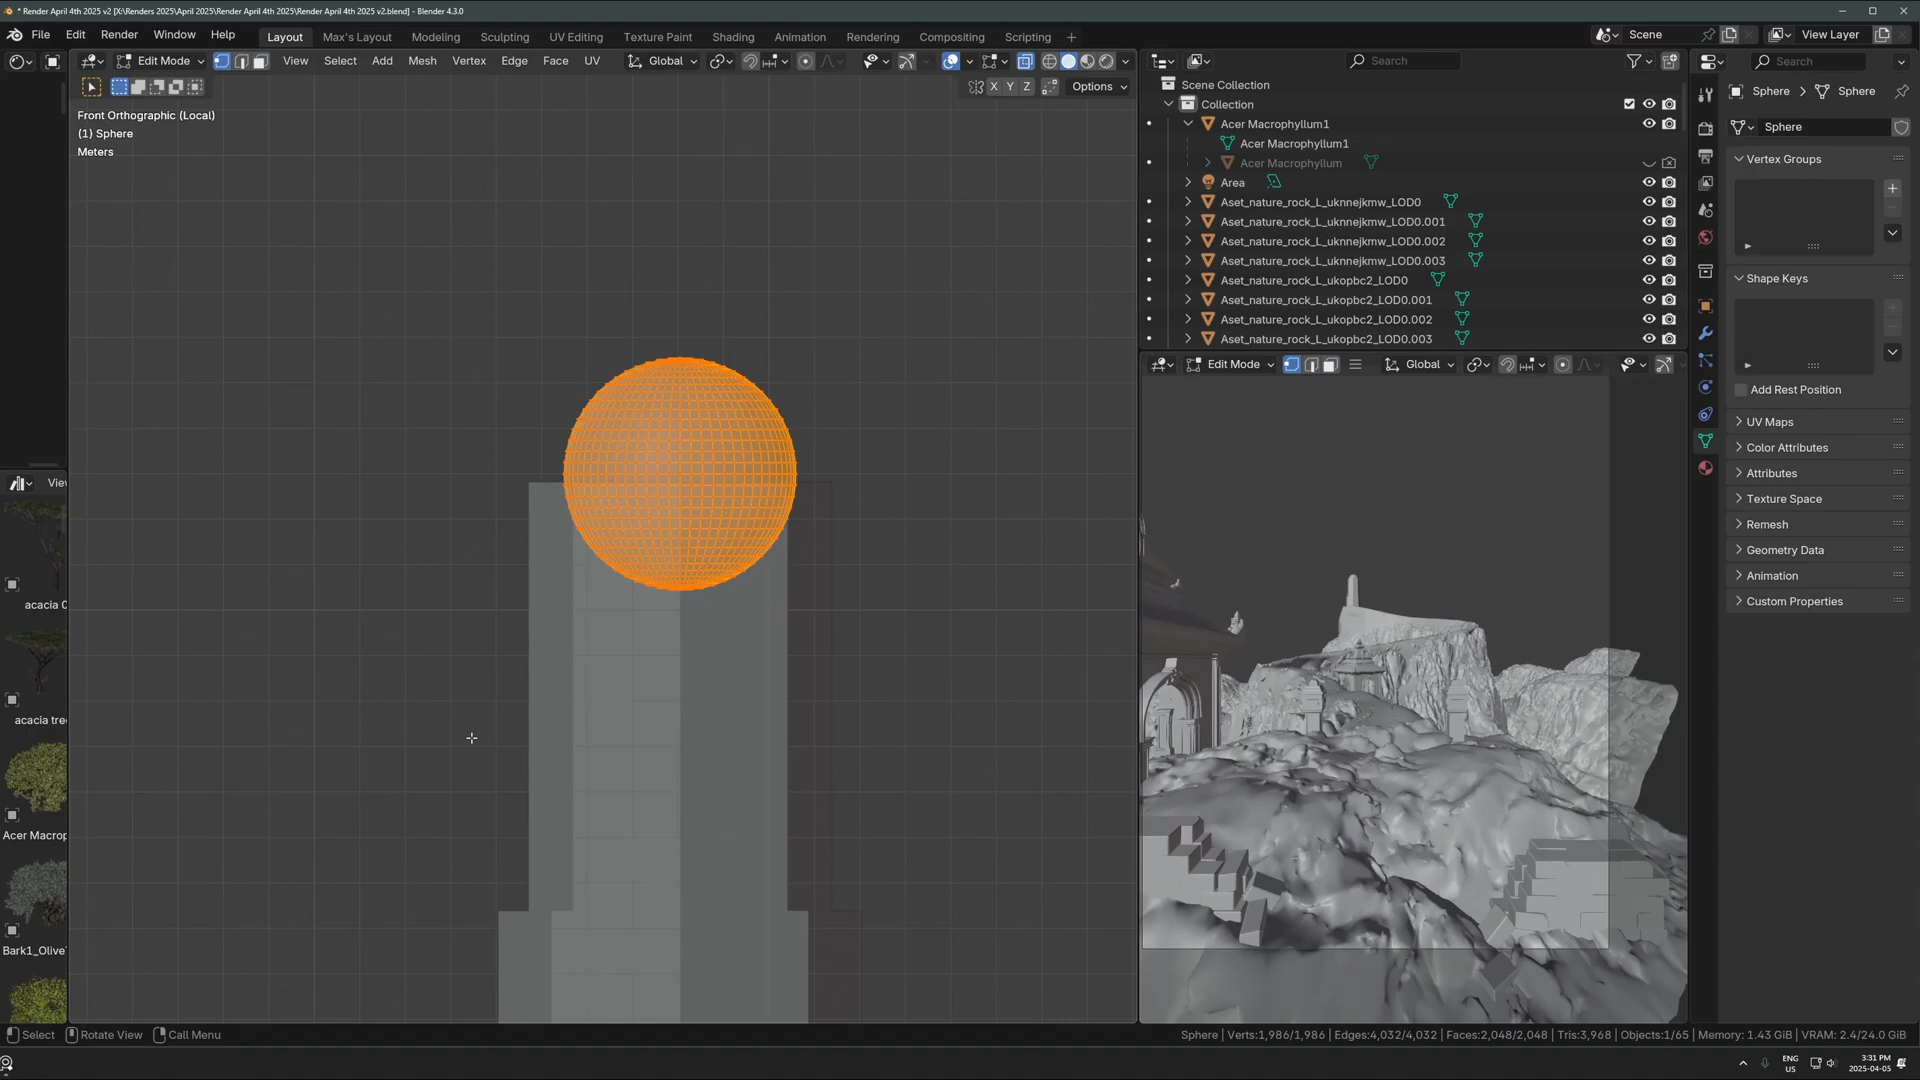 * Render April 4th 2025 v2 [X:\Renders 2025\April 2025\Render April 4th 2025\Render April 4th 2025 v2.blend] - Blender 4.3.0
File Edit Render Window Help Layout Max's Layout Modeling Sculpting UV Editing Texture Paint Shading Animation Rendering Compositing Scripting + Scene View Layer
Edit Mode View Select Add Mesh Vertex Edge Face UV Global
X Y Z Options
Front Orthographic (Local)
(1) Sphere
Meters
View
acacia
acacia tre
Acer Macrop
Bark1_Olive
Search
Scene Collection
Collection
Acer Macrophyllum1
Acer Macrophyllum1
Acer Macrophyllum
Area
Aset_nature_rock_L_uknnejkmw_LOD0
Aset_nature_rock_L_uknnejkmw_LOD0.001
Aset_nature_rock_L_uknnejkmw_LOD0.002
Aset_nature_rock_L_uknnejkmw_LOD0.003
Aset_nature_rock_L_ukopbc2_LOD0
Aset_nature_rock_L_ukopbc2_LOD0.001
Aset_nature_rock_L_ukopbc2_LOD0.002
Aset_nature_rock_L_ukopbc2_LOD0.003
Edit Mode Global
Search
Sphere > Sphere
Sphere
Vertex Groups
Shape Keys
Add Rest Position
UV Maps
Color Attributes
Attributes
Texture Space
Remesh
Geometry Data
Animation
Custom Properties
Select Rotate View Call Menu
Sphere | Verts:1,986/1,986 | Edges:4,032/4,032 | Faces:2,048/2,048 | Tris:3,968 | Objects:1/65 | Memory: 1.43 GiB | VRAM: 2.4/24.0 GiB
ENG
US
3:31 PM
2025-04-05